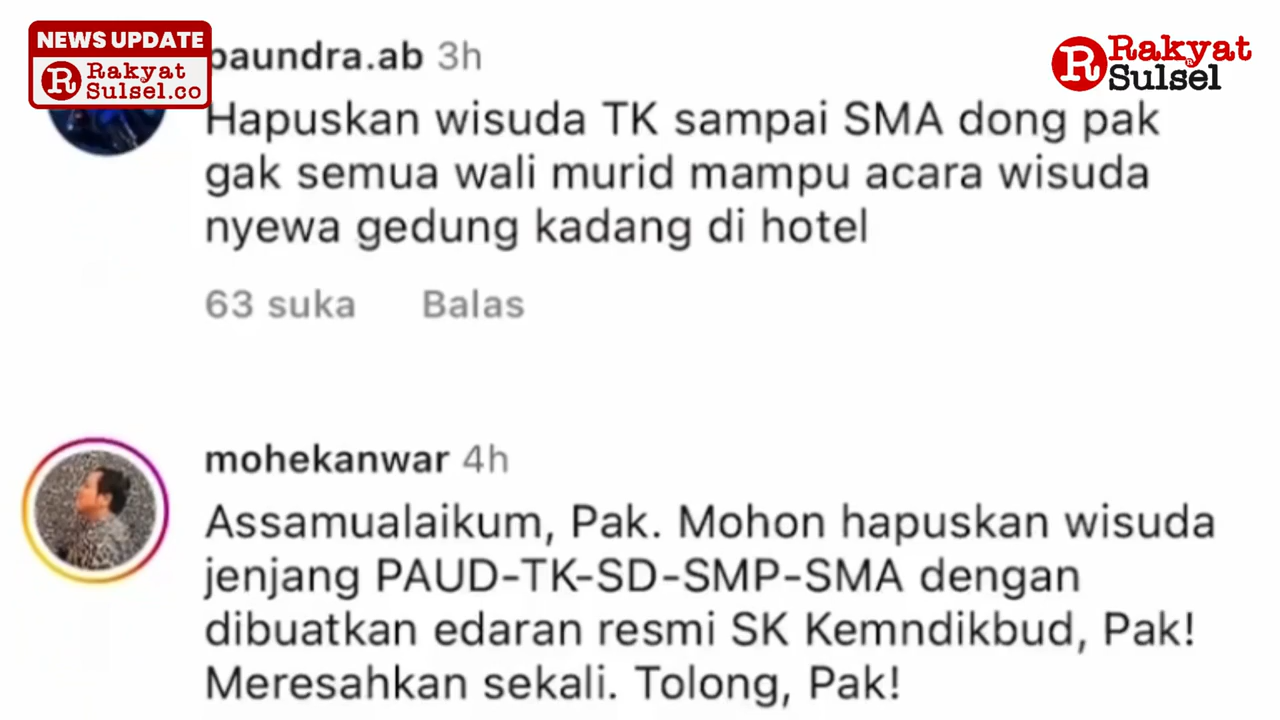 NEWS UPDATE
R Rakyat
Sulsel.co
R Rakyat
Sulsel
paundra.ab 3h
Hapuskan wisuda TK sampai SMA dong pak
gak semua wali murid mampu acara wisuda
nyewa gedung kadang di hotel
63 suka Balas
mohekanwar 4h
Assamualaikum, Pak. Mohon hapuskan wisuda
jenjang PAUD-TK-SD-SMP-SMA dengan
dibuatkan edaran resmi SK Kemndikbud, Pak!
Meresahkan sekali. Tolong, Pak!